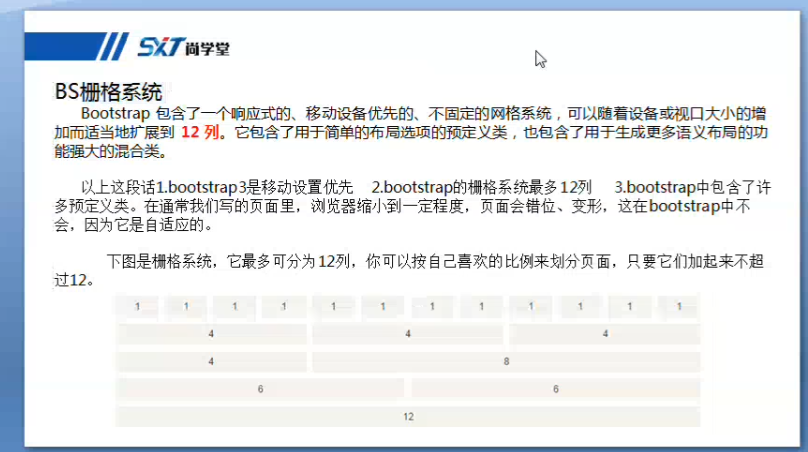 SXT 尚学堂
BS栅格系统
Bootstrap 包含了一个响应式的、移动设备优先的、不固定的网格系统，可以随着设备或视口大小的增
加而适当地扩展到 12 列。它包含了用于简单的布局选项的预定义类，也包含了用于生成更多语义布局的功
能强大的混合类。
以上这段话1.bootstrap3是移动设置优先 2.bootstrap的栅格系统最多12列 3.bootstrap中包含了许
多预定义类。在通常我们写的页面里，浏览器缩小到一定程度，页面会错位、变形，这在bootstrap中不
会，因为它是自适应的。
下图是栅格系统，它最多可分为12列，你可以按自己喜欢的比例来划分页面，只要它们加起来不超
过12。
1 1 1 1 1 1 1 1 1 1 1 1
4 4 4
4 8
6 6
12